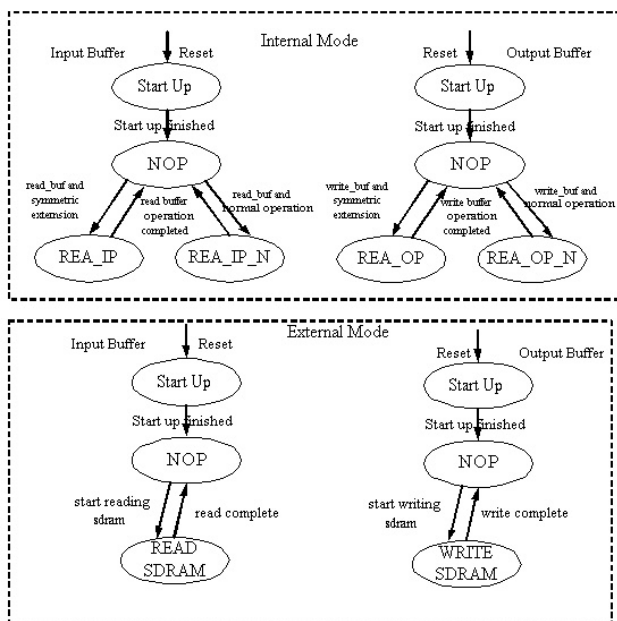 Internal Mode
Input Buffer
Reset
Start Up
Start up finished
NOP
read_buf and
symmetric
extension
read buffer
operation
completed
read_buf and
normal operation
REA_IP
REA_IP_N
Reset
Output Buffer
Start Up
Start up finished
NOP
write_buf and
symmetric
extension
write buffer
operation
completed
write_buf and
normal operation
REA_OP
REA_OP_N
External Mode
Input Buffer
Reset
Start Up
Start up finished
NOP
start reading
sdram
read complete
READ
SDRAM
Reset
Output Buffer
Start Up
Start up finished
NOP
start writing
sdram
write complete
WRITE
SDRAM